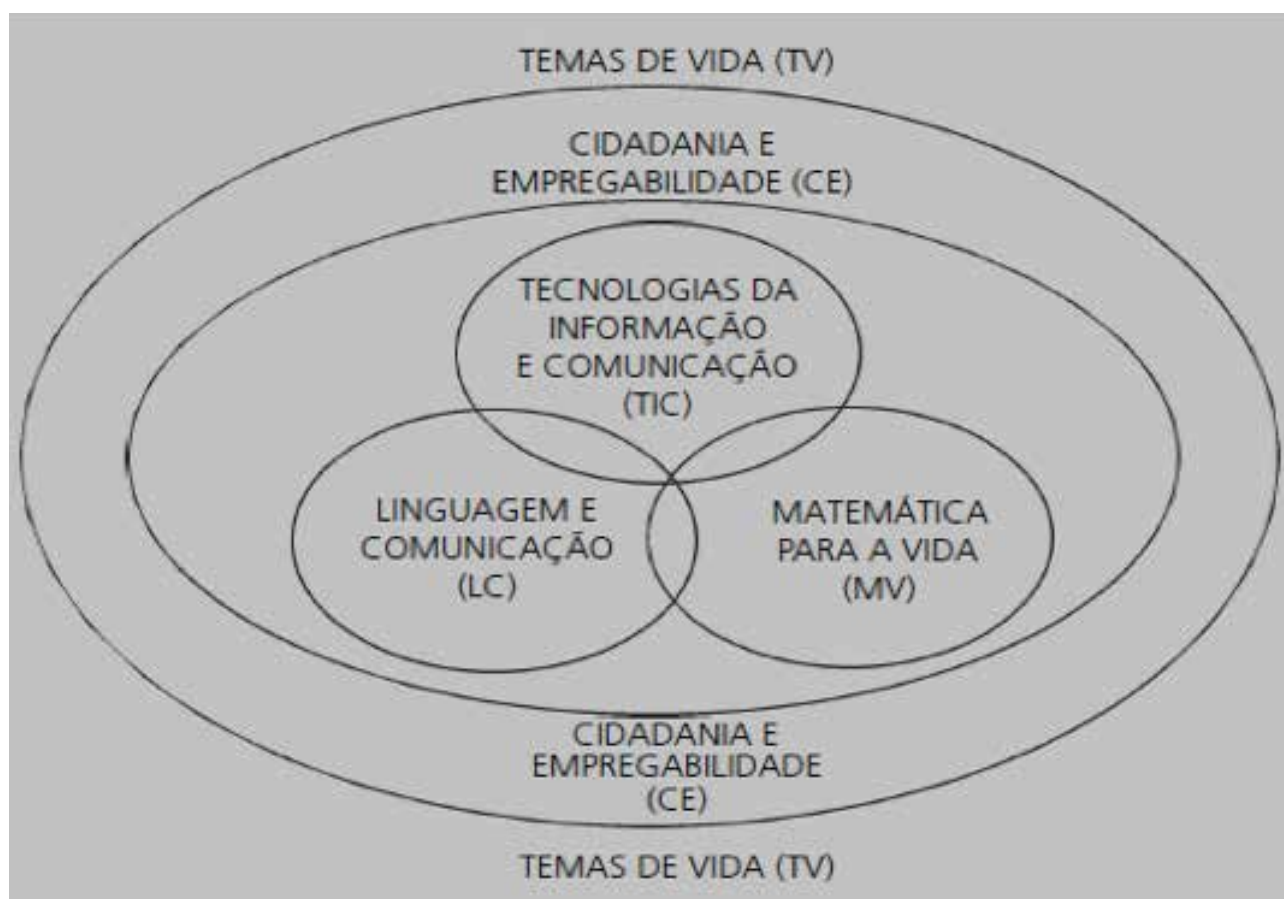 TEMAS DE VIDA (TV)
CIDADANIA E
EMPREGABILIDADE (CE)
TECNOLOGIAS DA
INFORMAÇÃO
E COMUNICAÇÃO
(TIC)
LINGUAGEM E
COMUNICAÇÃO
(LC)
MATEMÁTICA
PARA A VIDA
(MV)
CIDADANIA E
EMPREGABILIDADE
(CE)
TEMAS DE VIDA (TV)